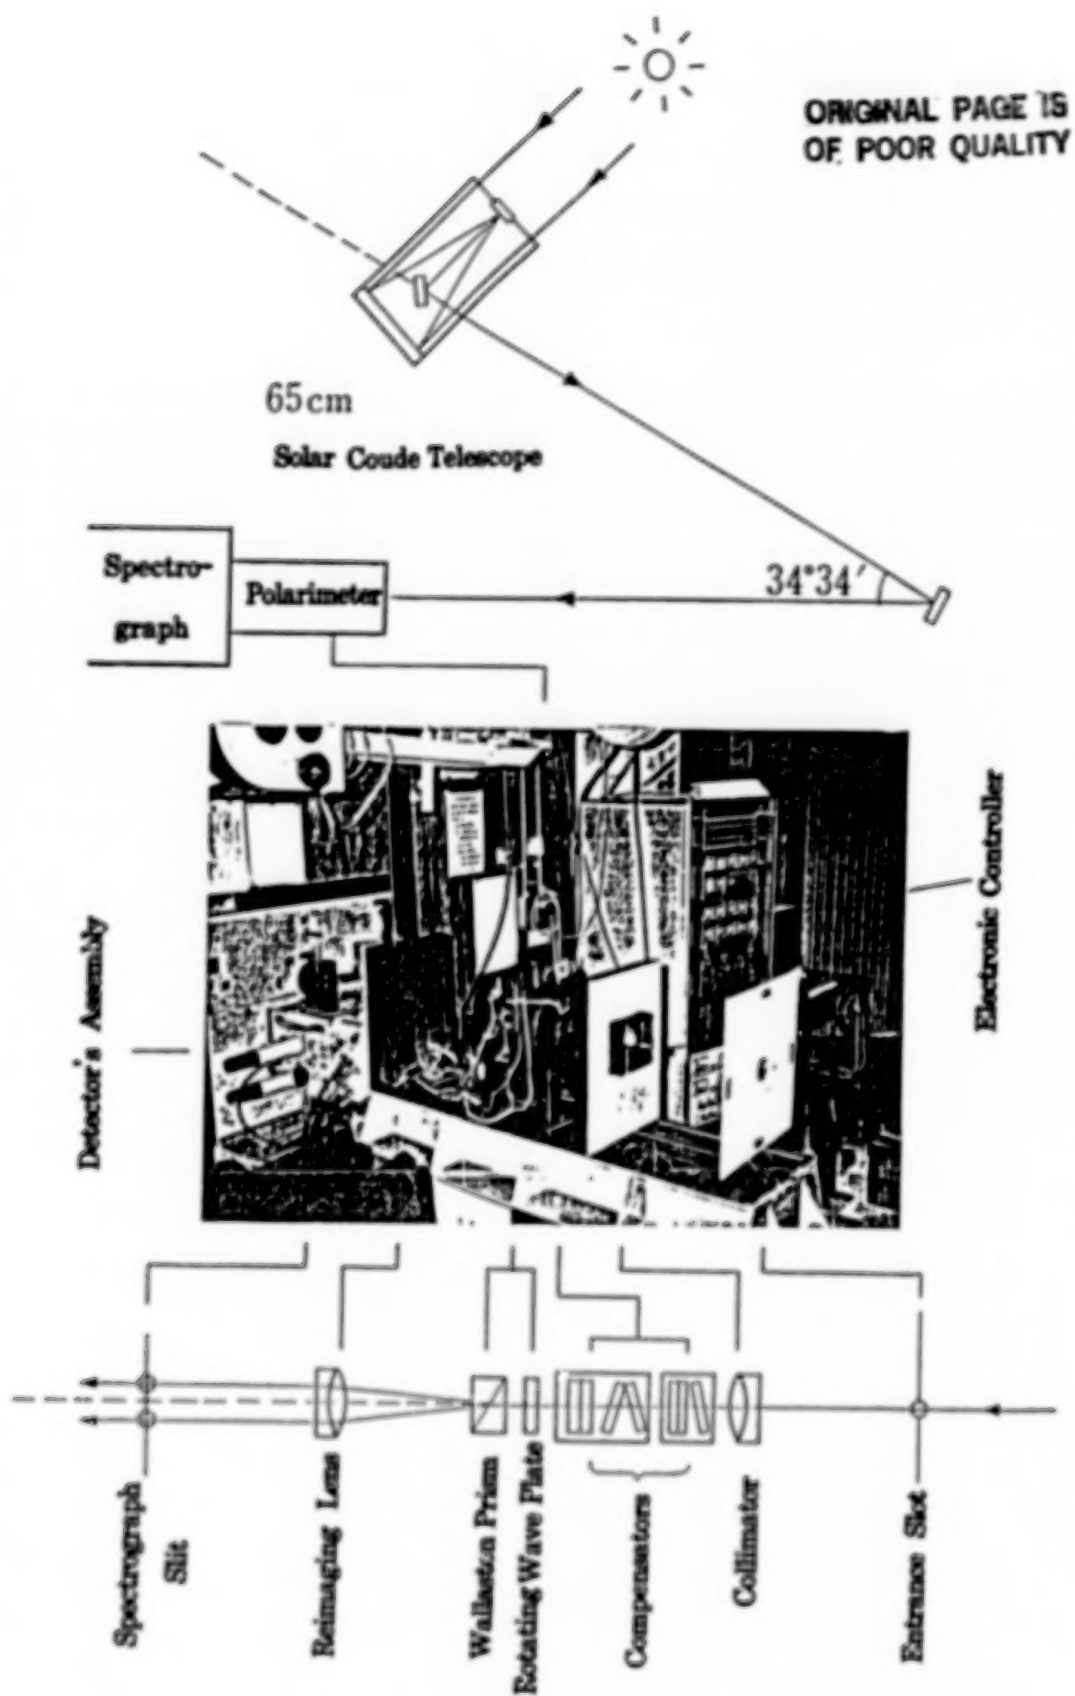 ORIGINAL PAGE IS
OF POOR QUALITY
65cm
Solar Coude Telescope
34°34′
Spectro-
graph
Polarimeter
Electronic Controller
Detector's Assembly
Spectrograph
Slit
Reimaging Lens
Wallaston Prism
Rotating Wave Plate
Compensators
Collimator
Entrance Slot